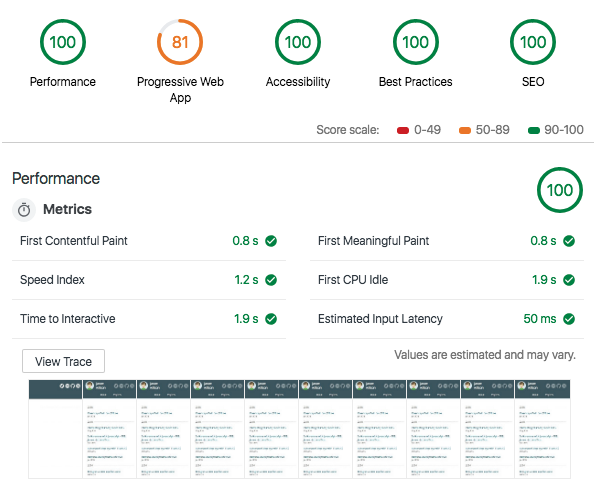 100 81 100 100 100
Performance Progressive Web App Accessibility Best Practices SEO
Score scale: 0-49 50-89 90-100
Performance
100
Metrics
First Contentful Paint 0.8 s First Meaningful Paint 0.8 s
Speed Index 1.2 s First CPU Idle 1.9 s
Time to Interactive 1.9 s Estimated Input Latency 50 ms
View Trace Values are estimated and may vary.